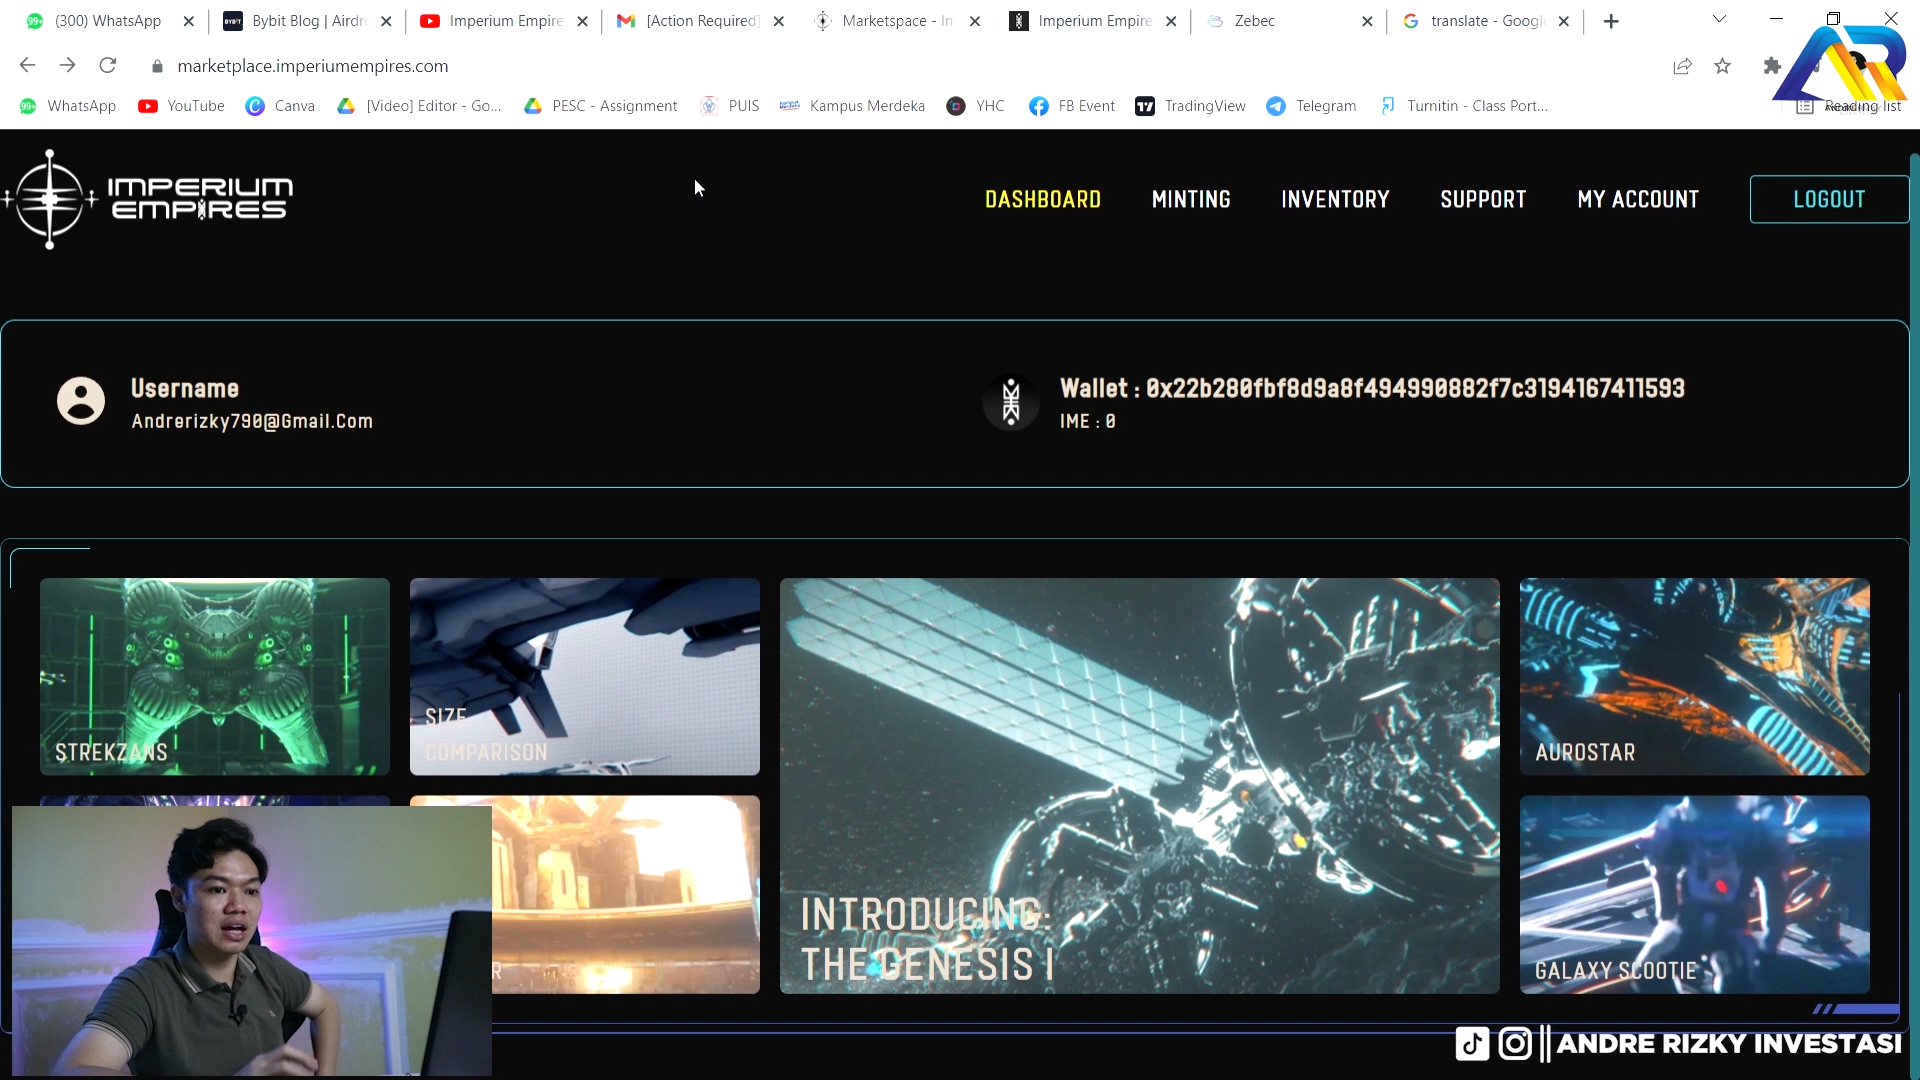 (300) WhatsApp
Bybit Blog | Airdr
Imperium Empire
[Action Required]
Marketspace - Im
Imperium Empire
Zebec
translate - Googl
marketplace.imperiumempires.com
WhatsApp
YouTube
Canva
[Video] Editor - Go...
PESC - Assignment
PUIS
Kampus Merdeka
YHC
FB Event
TradingView
Telegram
Turnitin - Class Port...
Reading list
IMPERIUM
EMPIRES
DASHBOARD
MINTING
INVENTORY
SUPPORT
MY ACCOUNT
LOGOUT
Username
Andrerizky790@Gmail.Com
Wallet : 0x22b280fbf8d9a8f494990882f7c3194167411593
IME : 0
STREKZANS
SIZE
COMPARISON
INTRODUCING:
THE GENESIS I
AUROSTAR
R
GALAXY SCOOTIE
ANDRE RIZKY INVESTASI